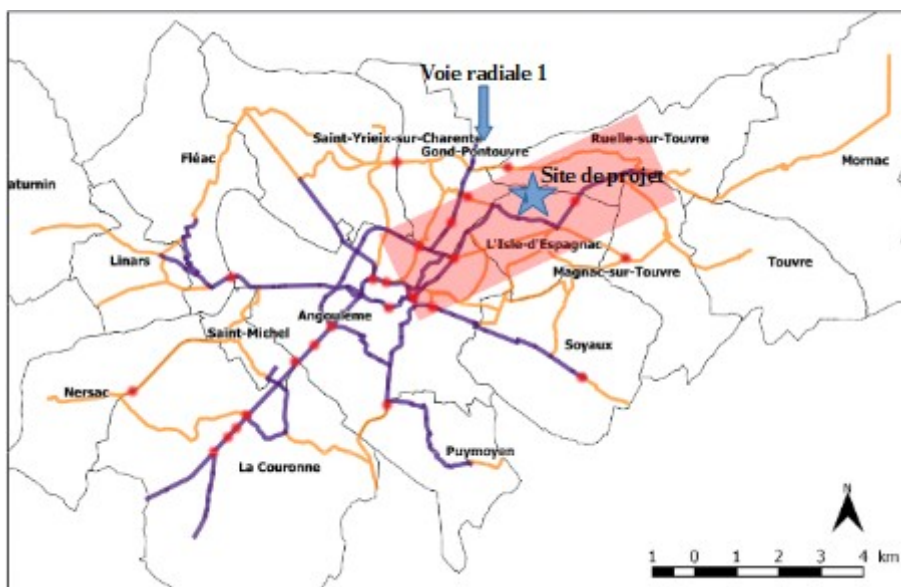 Voie radiale 1
Saint-Yrieix-sur-Charente
Gond-Pontouvre
Ruelle-sur-Touvre
Fléac
Mornac
Site de projet
aturnin
L'Isle-d'Espagnac
Linars
Magnac-sur-Touvre
Touvre
Angoulême
Saint-Michel
Soyaux
Nersac
Puymoyen
La Couronne
N
1 0 1 2 3 4 km